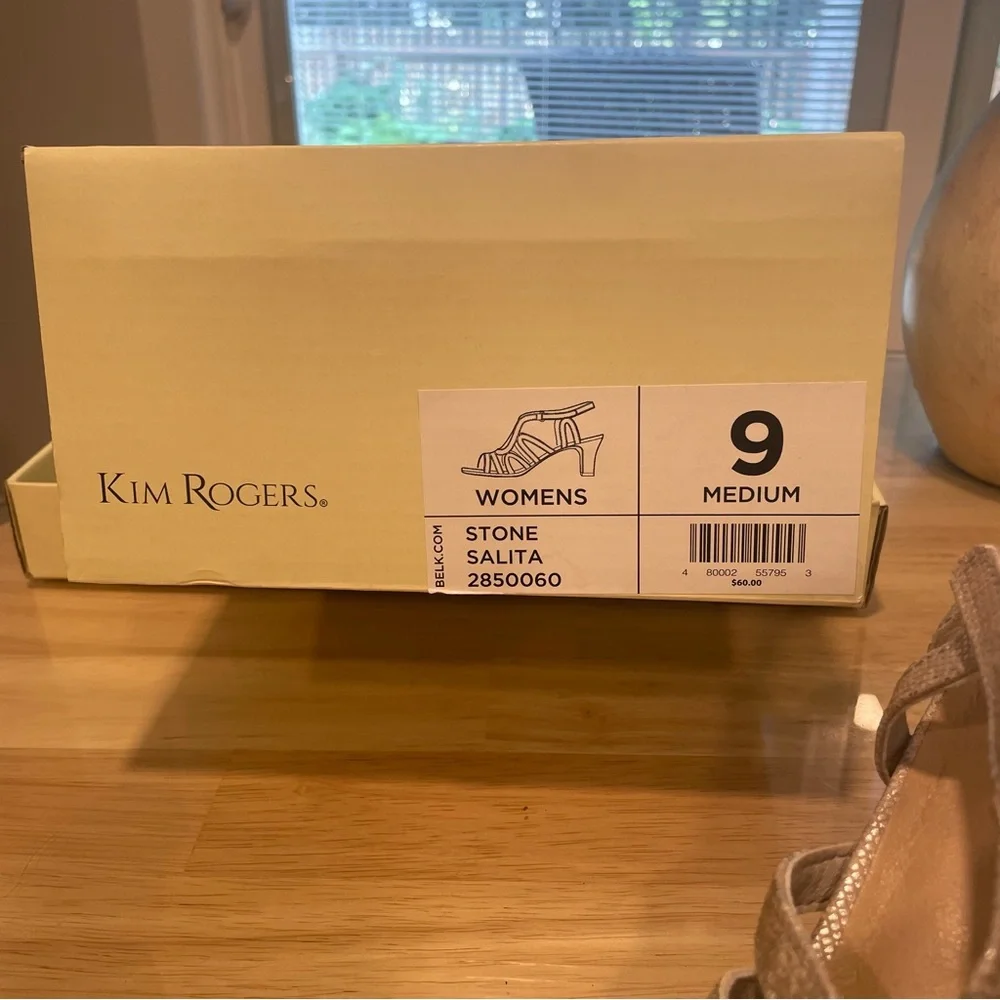 KIM ROGERS®
WOMENS
9
MEDIUM
BELK.COM
STONE
SALITA
2850060
4 80002 55795 3
$60.00